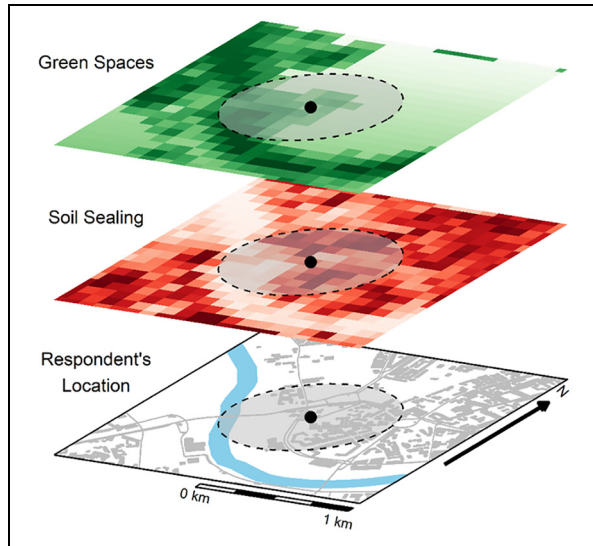 Green Spaces
Soil Sealing
Respondent's
Location
N
0 km
1 km